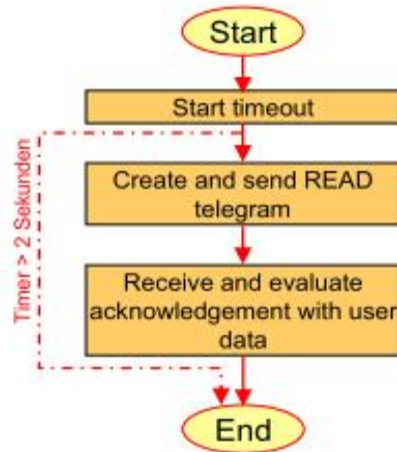 Start
Start timeout
Timer > 2 Sekunden
Create and send READ
telegram
Receive and evaluate
acknowledgement with user
data
End